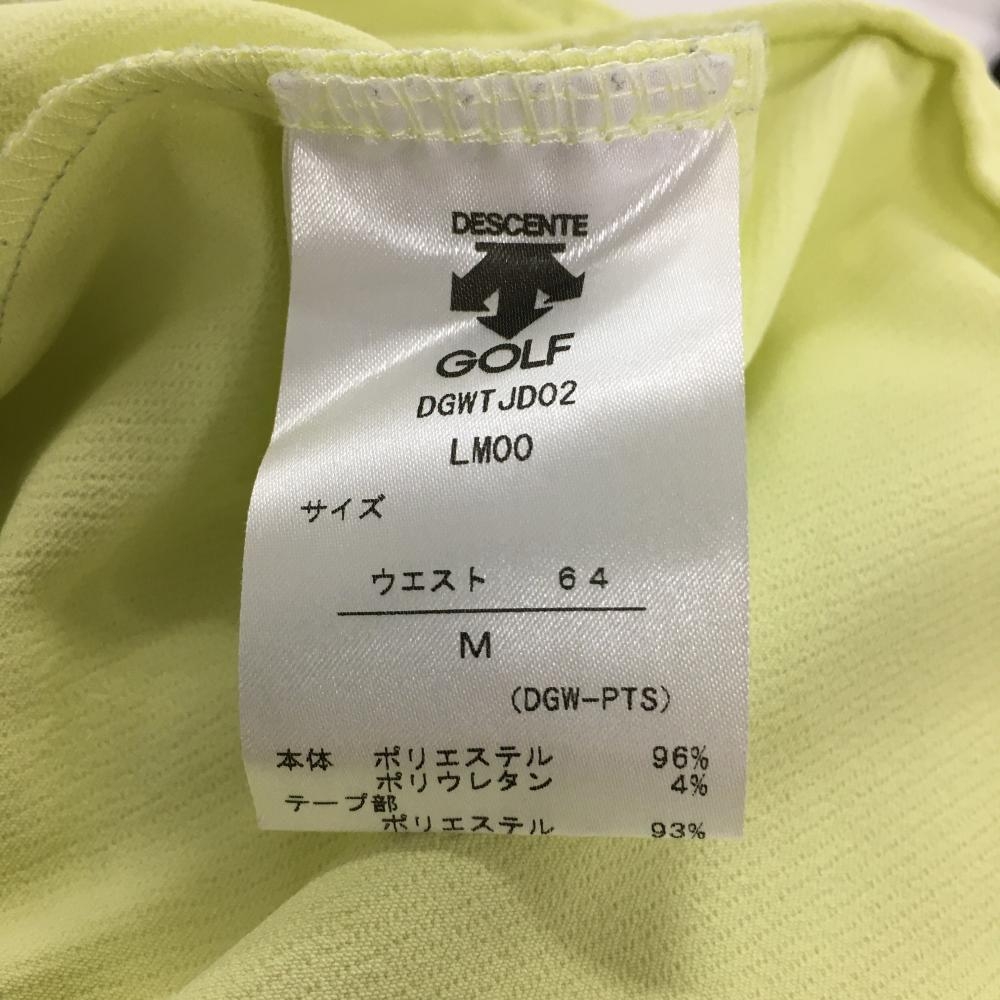 DESCENTE
GOLF
DGWTJD02
LM00
サイズ
ウエスト 64
M
(DGW-PTS)
本体 ポリエステル 96%
ポリウレタン 4%
テープ部
ポリエステル 93%